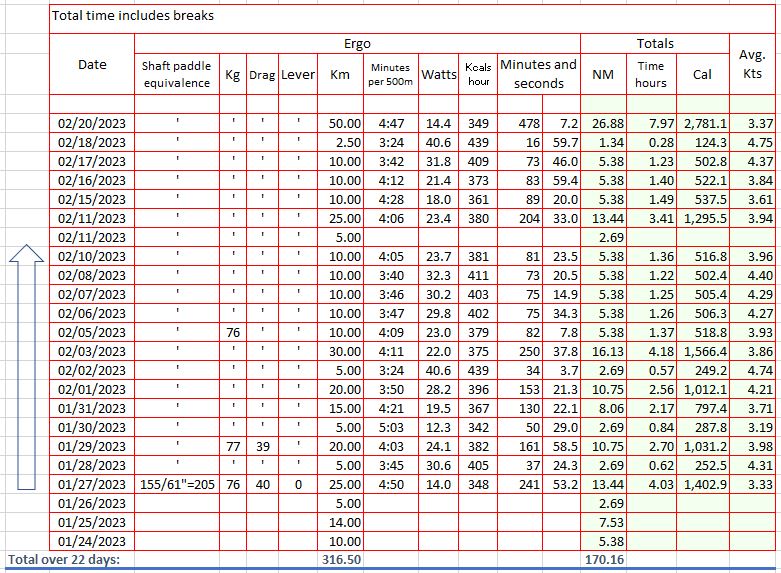 Total time includes breaks
Ergo Totals
Date Shaft paddle equivalence Kg Drag Lever Km Minutes per 500m Watts Kcals hour Minutes and seconds NM Time hours Cal Avg. Kts
02/20/2023 ' ' ' ' 50.00 4:47 14.4 349 478 7.2 26.88 7.97 2,781.1 3.37
02/18/2023 ' ' ' ' 2.50 3:24 40.6 439 16 59.7 1.34 0.28 124.3 4.75
02/17/2023 ' ' ' ' 10.00 3:42 31.8 409 73 46.0 5.38 1.23 502.8 4.37
02/16/2023 ' ' ' ' 10.00 4:12 21.4 373 83 59.4 5.38 1.40 522.1 3.84
02/15/2023 ' ' ' ' 10.00 4:28 18.0 361 89 20.0 5.38 1.49 537.5 3.61
02/11/2023 ' ' ' ' 25.00 4:06 23.4 380 204 33.0 13.44 3.41 1,295.5 3.94
02/11/2023 ' ' ' ' 5.00 2.69
02/10/2023 ' ' ' ' 10.00 4:05 23.7 381 81 23.5 5.38 1.36 516.8 3.96
02/08/2023 ' ' ' ' 10.00 3:40 32.3 411 73 20.5 5.38 1.22 502.4 4.40
02/07/2023 ' ' ' ' 10.00 3:46 30.2 403 75 14.9 5.38 1.25 505.4 4.29
02/06/2023 ' ' ' ' 10.00 3:47 29.8 402 75 34.3 5.38 1.26 506.3 4.27
02/05/2023 ' 76 ' ' 10.00 4:09 23.0 379 82 7.8 5.38 1.37 518.8 3.93
02/03/2023 ' ' ' ' 30.00 4:11 22.0 375 250 37.8 16.13 4.18 1,566.4 3.86
02/02/2023 ' ' ' ' 5.00 3:24 40.6 439 34 3.7 2.69 0.57 249.2 4.74
02/01/2023 ' ' ' ' 20.00 3:50 28.2 396 153 21.3 10.75 2.56 1,012.1 4.21
01/31/2023 ' ' ' ' 15.00 4:21 19.5 367 130 22.1 8.06 2.17 797.4 3.71
01/30/2023 ' ' ' ' 5.00 5:03 12.3 342 50 29.0 2.69 0.84 287.8 3.19
01/29/2023 ' 77 39 ' 20.00 4:03 24.1 382 161 58.5 10.75 2.70 1,031.2 3.98
01/28/2023 ' ' ' ' 5.00 3:45 30.6 405 37 24.3 2.69 0.62 252.5 4.31
01/27/2023 155/61"=205 76 40 0 25.00 4:50 14.0 348 241 53.2 13.44 4.03 1,402.9 3.33
01/26/2023 5.00 2.69
01/25/2023 14.00 7.53
01/24/2023 10.00 5.38
Total over 22 days: 316.50 170.16